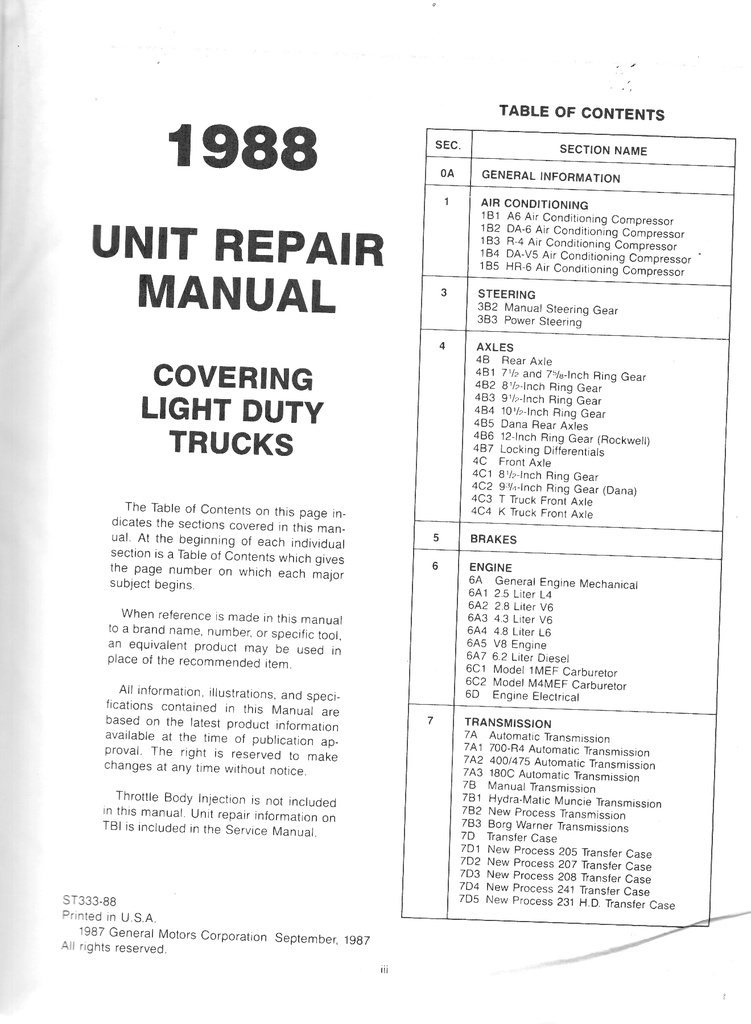 1988
UNIT REPAIR
MANUAL
COVERING
LIGHT DUTY
TRUCKS
The Table of Contents on this page in-
dicates the sections covered in this man-
ual. At the beginning of each individual
section is a Table of Contents which gives
the page number on which each major
subject begins.
When reference is made in this manual
to a brand name, number, or specific tool,
an equivalent product may be used in
place of the recommended item.
All information, illustrations, and speci-
fications contained in this Manual are
based on the latest product information
available at the time of publication ap-
proval. The right is reserved to make
changes at any time without notice.
Throttle Body Injection is not included
in this manual. Unit repair information on
TBI is included in the Service Manual.
ST333-88
Printed in U.S.A.
1987 General Motors Corporation September, 1987
All rights reserved.
TABLE OF CONTENTS
SEC. SECTION NAME
0A GENERAL INFORMATION
1 AIR CONDITIONING
1B1 A6 Air Conditioning Compressor
1B2 DA-6 Air Conditioning Compressor
1B3 R-4 Air Conditioning Compressor
1B4 DA-V5 Air Conditioning Compressor
1B5 HR-6 Air Conditioning Compressor
3 STEERING
3B2 Manual Steering Gear
3B3 Power Steering
4 AXLES
4B Rear Axle
4B1 7 1/2 and 7 5/8-Inch Ring Gear
4B2 8 1/2-Inch Ring Gear
4B3 9 1/2-Inch Ring Gear
4B4 10 1/2-Inch Ring Gear
4B5 Dana Rear Axles
4B6 12-Inch Ring Gear (Rockwell)
4B7 Locking Differentials
4C Front Axle
4C1 8 1/2-Inch Ring Gear
4C2 9 3/4-Inch Ring Gear (Dana)
4C3 T Truck Front Axle
4C4 K Truck Front Axle
5 BRAKES
6 ENGINE
6A General Engine Mechanical
6A1 2.5 Liter L4
6A2 2.8 Liter V6
6A3 4.3 Liter V6
6A4 4.8 Liter L6
6A5 V8 Engine
6A7 6.2 Liter Diesel
6C1 Model 1MEF Carburetor
6C2 Model M4MEF Carburetor
6D Engine Electrical
7 TRANSMISSION
7A Automatic Transmission
7A1 700-R4 Automatic Transmission
7A2 400/475 Automatic Transmission
7A3 180C Automatic Transmission
7B Manual Transmission
7B1 Hydra-Matic Muncie Transmission
7B2 New Process Transmission
7B3 Borg Warner Transmissions
7D Transfer Case
7D1 New Process 205 Transfer Case
7D2 New Process 207 Transfer Case
7D3 New Process 208 Transfer Case
7D4 New Process 241 Transfer Case
7D5 New Process 231 H.D. Transfer Case
iii